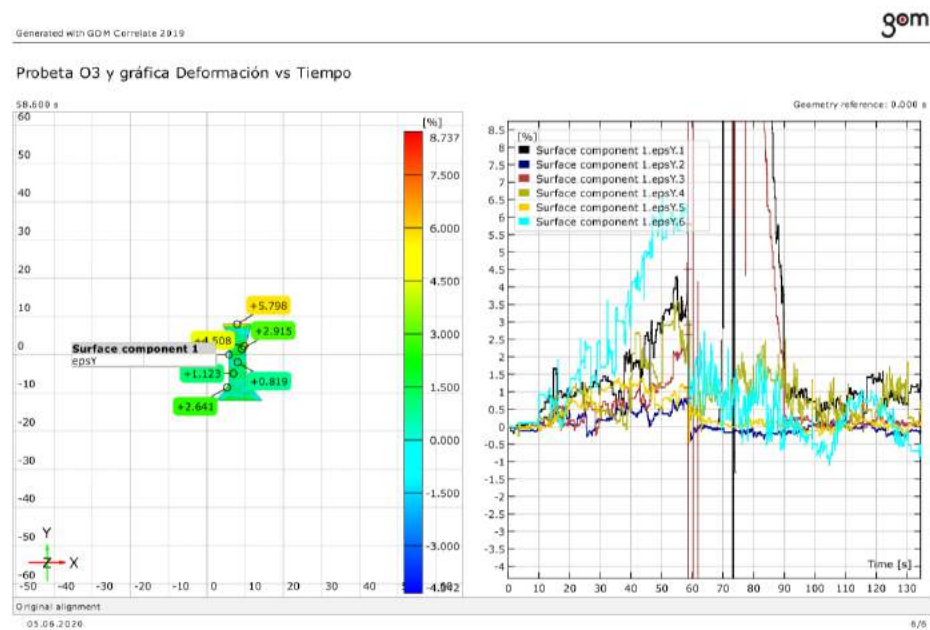 gom
Generated with GOM Correlate 2019
Probeta O3 y gráfica Deformación vs Tiempo
58.600 s
Geometry reference: 0.000 s
60
50
40
30
20
10
0
-10
-20
-30
-40
-50
-60
-50 -40 -30 -20 -10 0 10 20 30 40
+5.798
+2.915
+4.508
Surface component 1
epsY
+1.123
+0.819
+2.641
Y
Z
X
[%]
8.737
7.500
6.000
4.500
3.000
1.500
0.000
-1.500
-3.000
[%]
Surface component 1.epsY.1
Surface component 1.epsY.2
Surface component 1.epsY.3
Surface component 1.epsY.4
Surface component 1.epsY.5
Surface component 1.epsY.6
8.5
8
7.5
7
6.5
6
5.5
5
4.5
4
3.5
3
2.5
2
1.5
1
0.5
0
-0.5
-1
-1.5
-2
-2.5
-3
-3.5
-4
Time [s]
0 10 20 30 40 50 60 70 80 90 100 110 120 130
Original alignment
05.06.2020
6/6